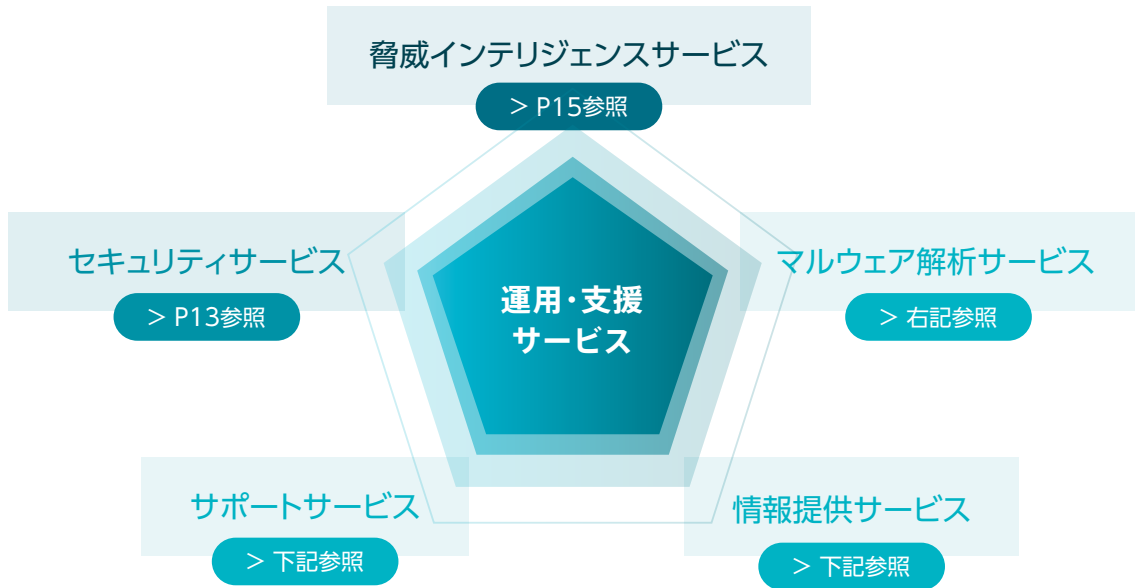 脅威インテリジェンスサービス
> P15参照
セキュリティサービス
> P13参照
マルウェア解析サービス
> 右記参照
運用・支援
サービス
サポートサービス
> 下記参照
情報提供サービス
> 下記参照